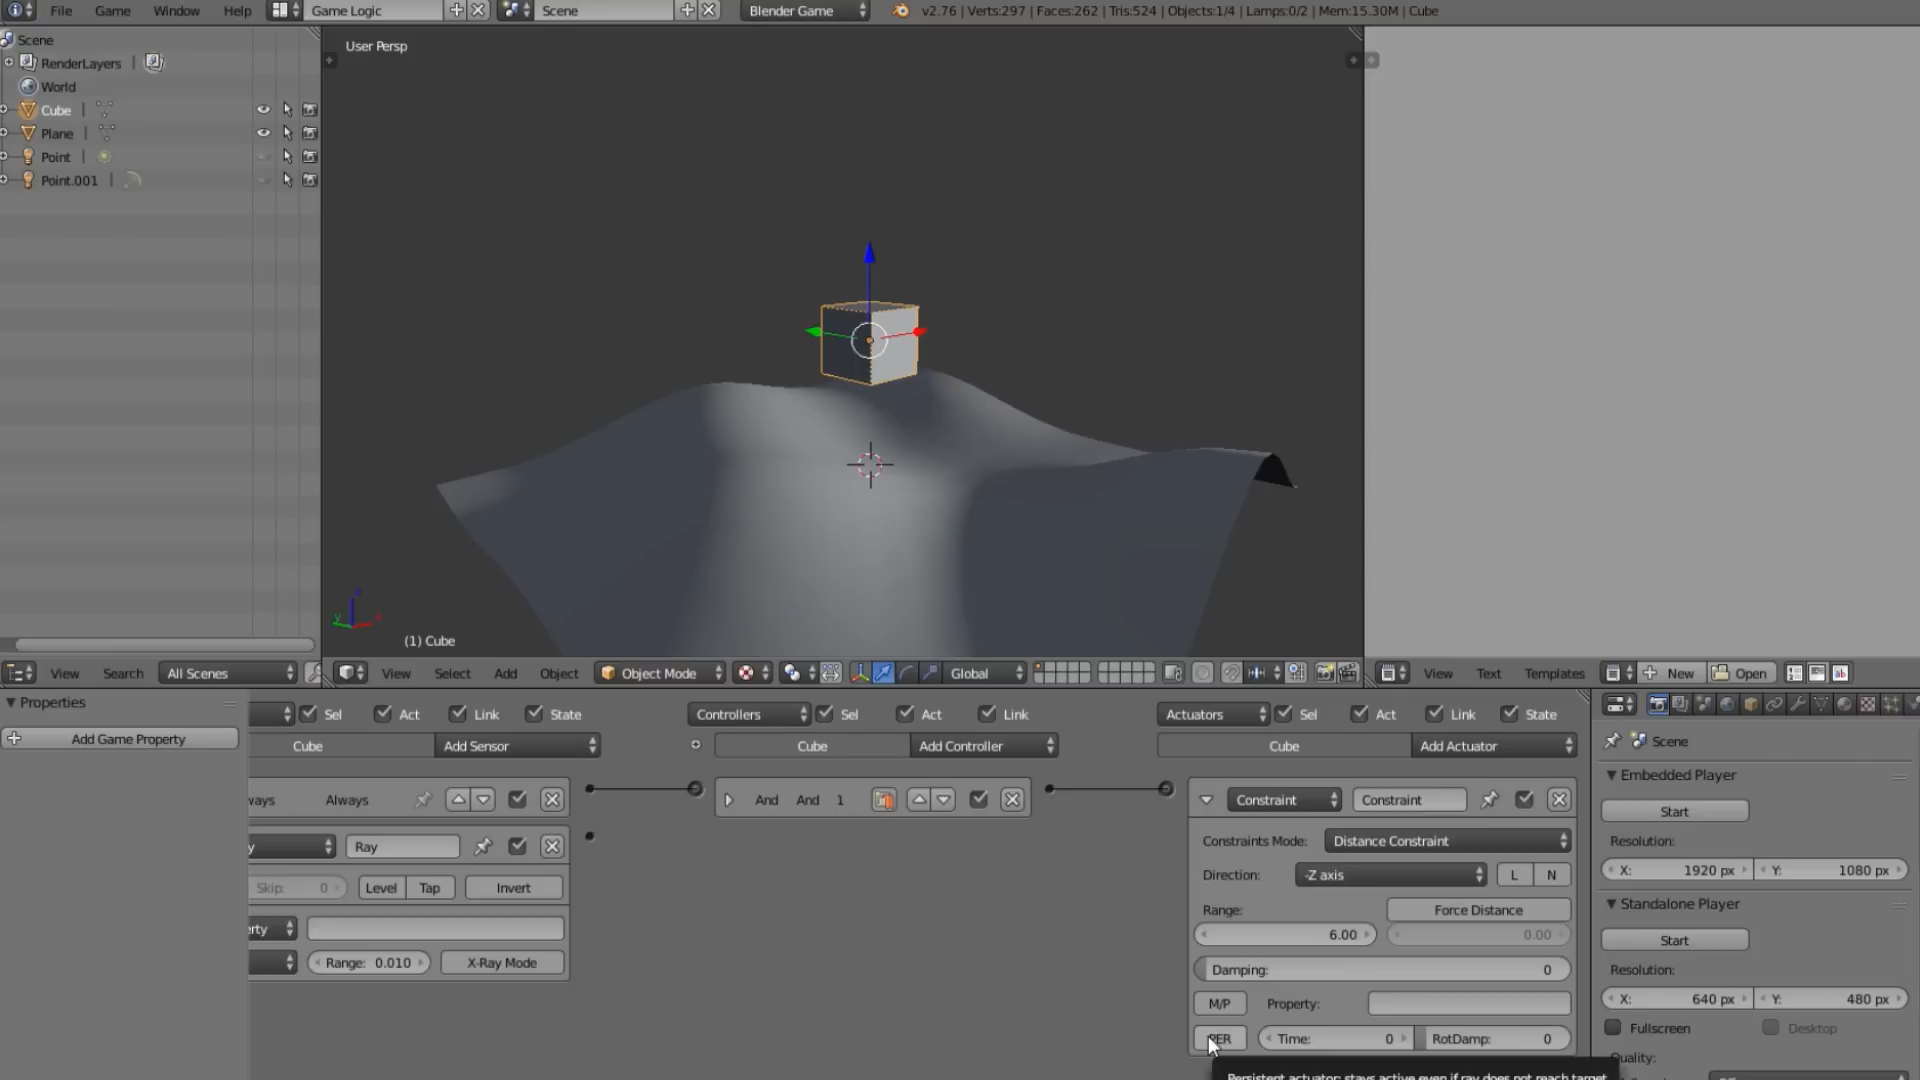 File Game Window Help Game Logic Scene Blender Game v2.76 | Verts:297 | Faces:262 | Tris:524 | Objects:1/4 | Lamps:0/2 | Mem:15.30M | Cube
Scene
RenderLayers
World
Cube
Plane
Point
Point.001
User Persp
(1) Cube
View Search All Scenes
View Select Add Object Object Mode Global
View Text Templates New Open
Properties
Add Game Property
Sel Act Link State
Cube Add Sensor
Always
Ray
Skip: 0 Level Tap Invert
Range: 0.010 X-Ray Mode
Controllers Sel Act Link
Cube Add Controller
And And 1
Actuators Sel Act Link State
Cube Add Actuator
Constraint Constraint
Constraints Mode: Distance Constraint
Direction: -Z axis L N
Range: Force Distance
6.00 0.00
Damping: 0
M/P Property:
PER Time: 0 RotDamp: 0
Persistent actuator: stays active even if ray does not reach target
Scene
Embedded Player
Start
Resolution:
X: 1920 px Y: 1080 px
Standalone Player
Start
Resolution:
X: 640 px Y: 480 px
Fullscreen Desktop
Quality: